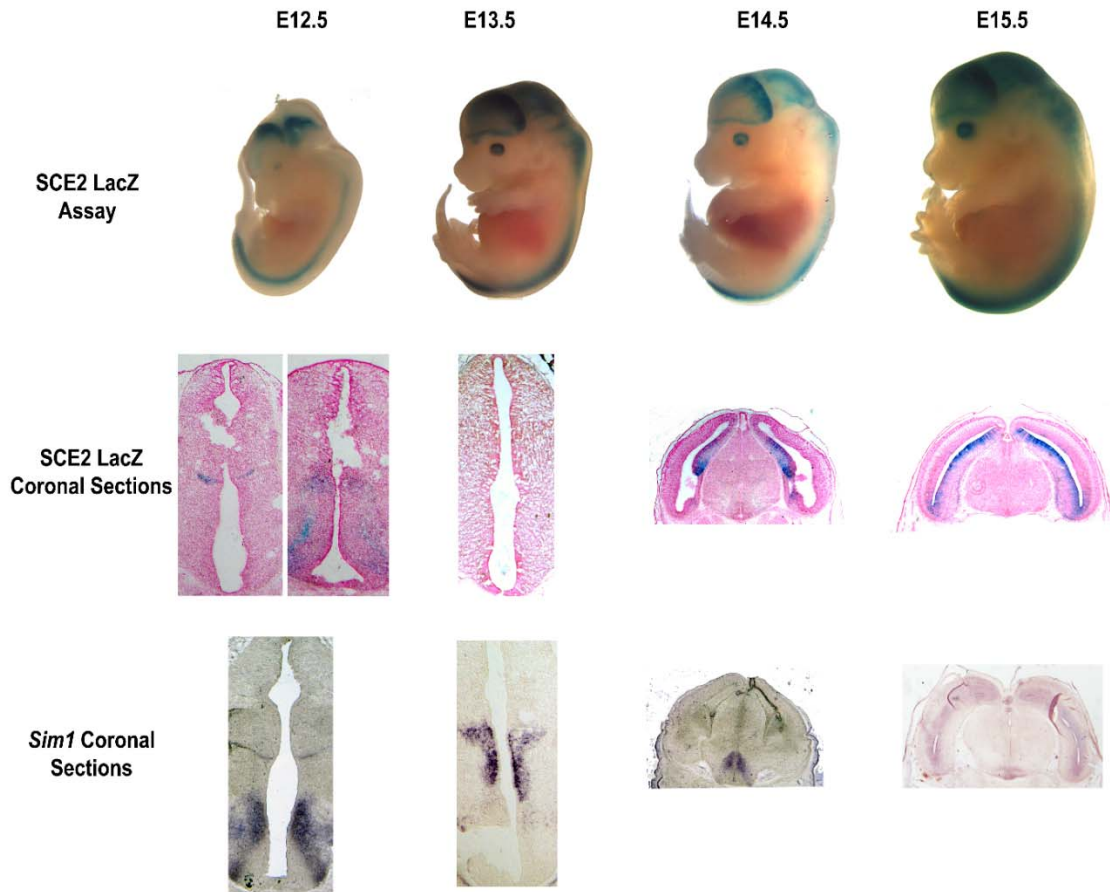 E12.5 E13.5 E14.5 E15.5
SCE2 LacZ
Assay
SCE2 LacZ
Coronal Sections
Sim1 Coronal
Sections